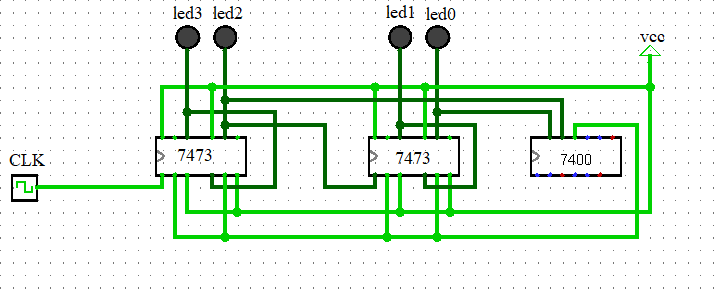 led3 led2 led1 led0
vcc
7473 7473 7400
CLK